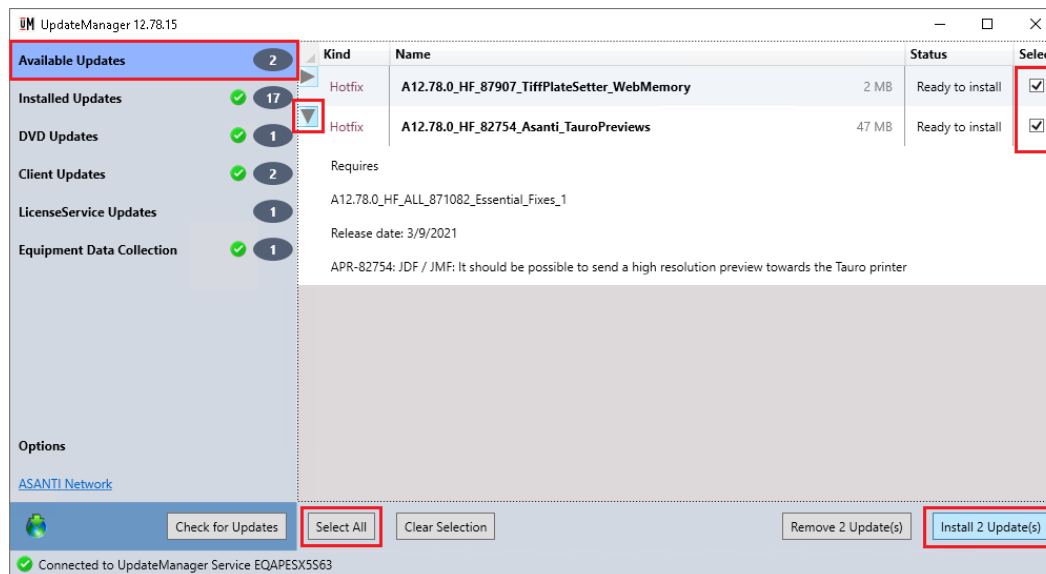 UM UpdateManager 12.78.15
Available Updates 2
Installed Updates 17
DVD Updates 1
Client Updates 2
LicenseService Updates 1
Equipment Data Collection 1
Options
ASANTI Network
Check for Updates
Kind Name Status Selec
Hotfix A12.78.0_HF_87907_TiffPlateSetter_WebMemory 2 MB Ready to install
Hotfix A12.78.0_HF_82754_Asanti_TauroPreviews 47 MB Ready to install
Requires
A12.78.0_HF_ALL_871082_Essential_Fixes_1
Release date: 3/9/2021
APR-82754: JDF / JMF: It should be possible to send a high resolution preview towards the Tauro printer
Select All Clear Selection Remove 2 Update(s) Install 2 Update(s)
Connected to UpdateManager Service EQAPESX5S63